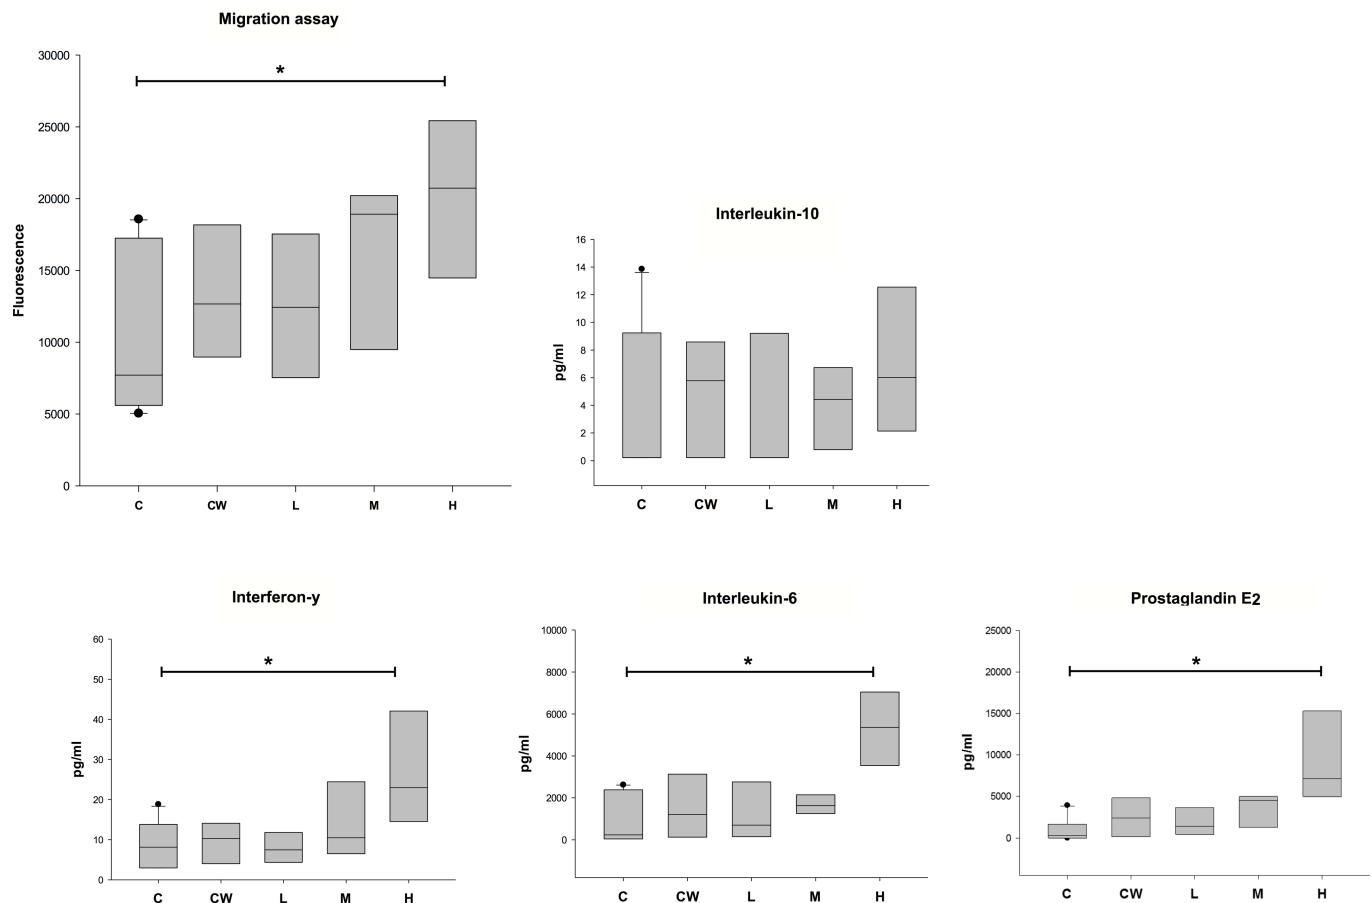 Migration assay
*
30000
25000
20000
15000
10000
5000
0
Fluorescence
C CW L M H
Interleukin-10
16
14
12
10
8
6
4
2
0
pg/ml
C CW L M H
Interferon-y
*
60
50
40
30
20
10
0
pg/ml
C CW L M H
Interleukin-6
*
10000
8000
6000
4000
2000
0
pg/ml
C CW L M H
Prostaglandin E2
*
25000
20000
15000
10000
5000
0
pg/ml
C CW L M H